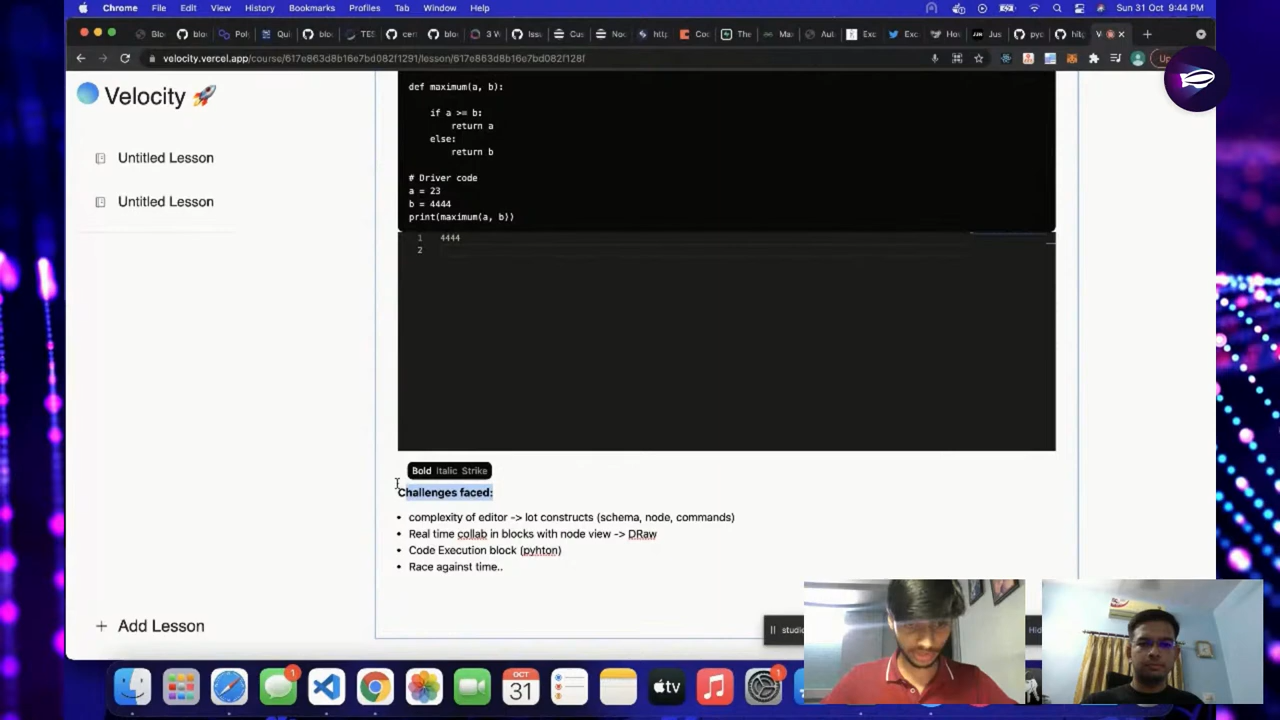 Chrome File Edit View History Bookmarks Profiles Tab Window Help
Sun 31 Oct 9:44 PM
velocity.vercel.app/course/617e863d8b16e7bd082f1291/lesson/617e863d8b16e7bd082f128f
Velocity 🚀
Untitled Lesson
Untitled Lesson
def maximum(a, b):
if a >= b:
return a
else:
return b
# Driver code
a = 23
b = 4444
print(maximum(a, b))
1 4444
2
Bold Italic Strike
Challenges faced:
• complexity of editor -> lot constructs (schema, node, commands)
• Real time collab in blocks with node view -> DRaw
• Code Execution block (pyhton)
• Race against time..
+ Add Lesson
OCT
31
tv